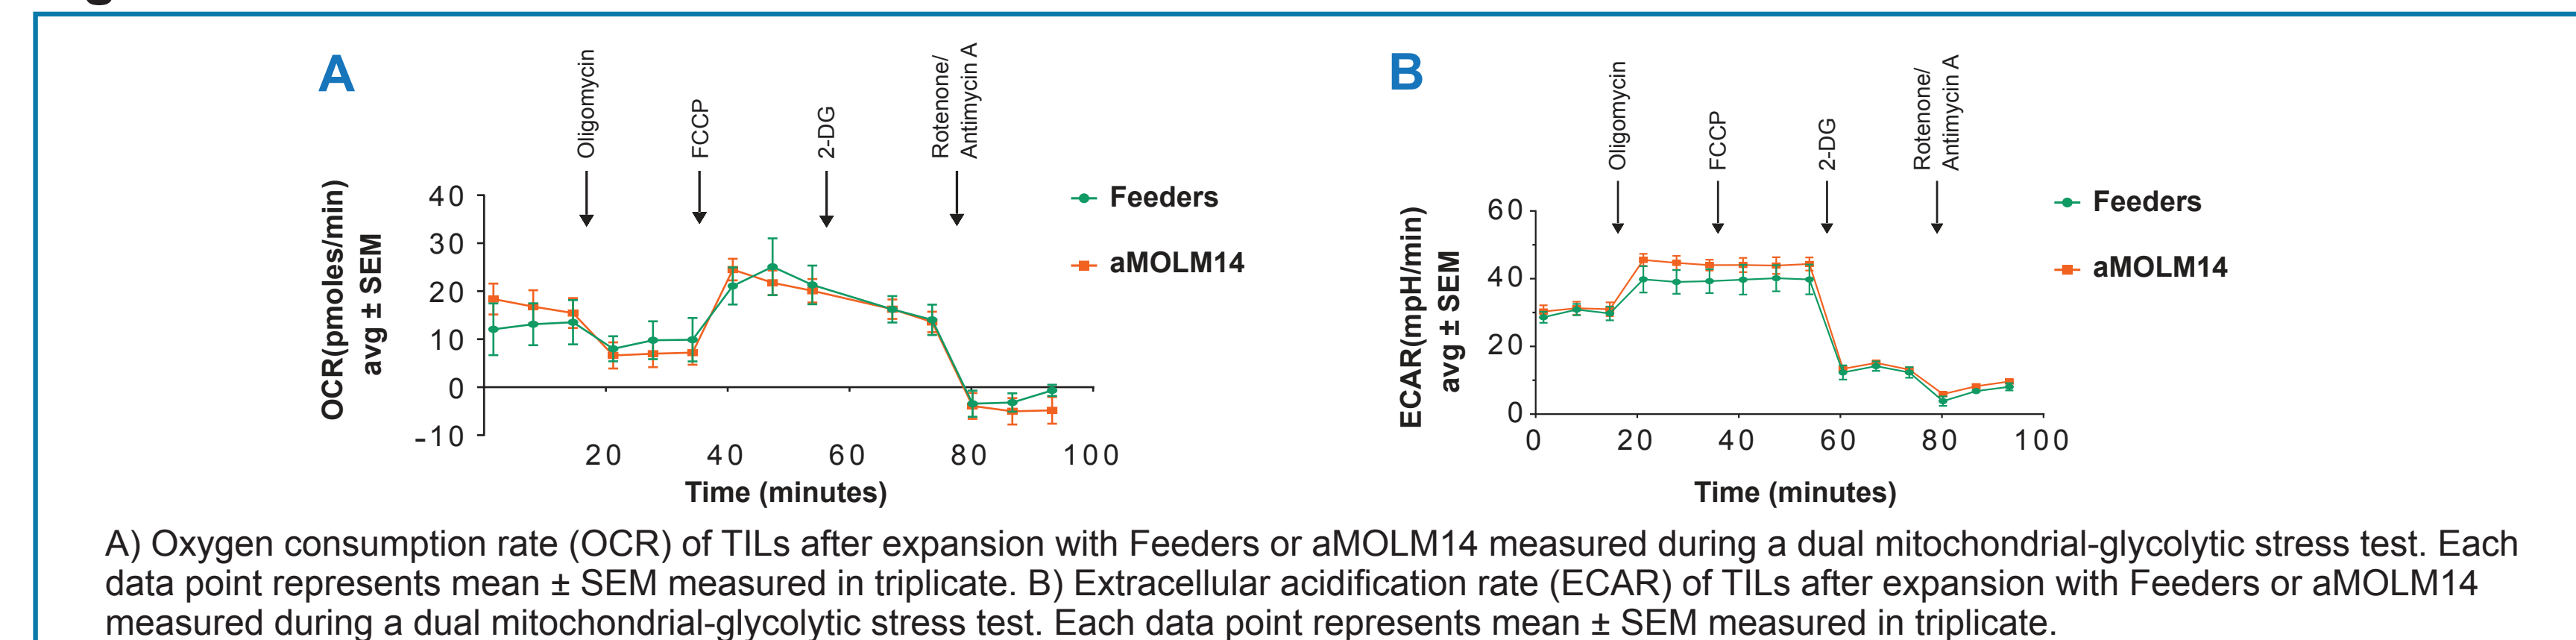 A
Oligomycin
FCCP
2-DG
Rotenone/
Antimycin A
OCR(pmoles/min)
avg ± SEM
40
30
20
10
0
-10
20 40 60 80 100
Time (minutes)
Feeders
aMOLM14
B
Oligomycin
FCCP
2-DG
Rotenone/
Antimycin A
ECAR(mpH/min)
avg ± SEM
60
40
20
0
0 20 40 60 80 100
Time (minutes)
Feeders
aMOLM14
A) Oxygen consumption rate (OCR) of TILs after expansion with Feeders or aMOLM14 measured during a dual mitochondrial-glycolytic stress test. Each
data point represents mean ± SEM measured in triplicate. B) Extracellular acidification rate (ECAR) of TILs after expansion with Feeders or aMOLM14
measured during a dual mitochondrial-glycolytic stress test. Each data point represents mean ± SEM measured in triplicate.